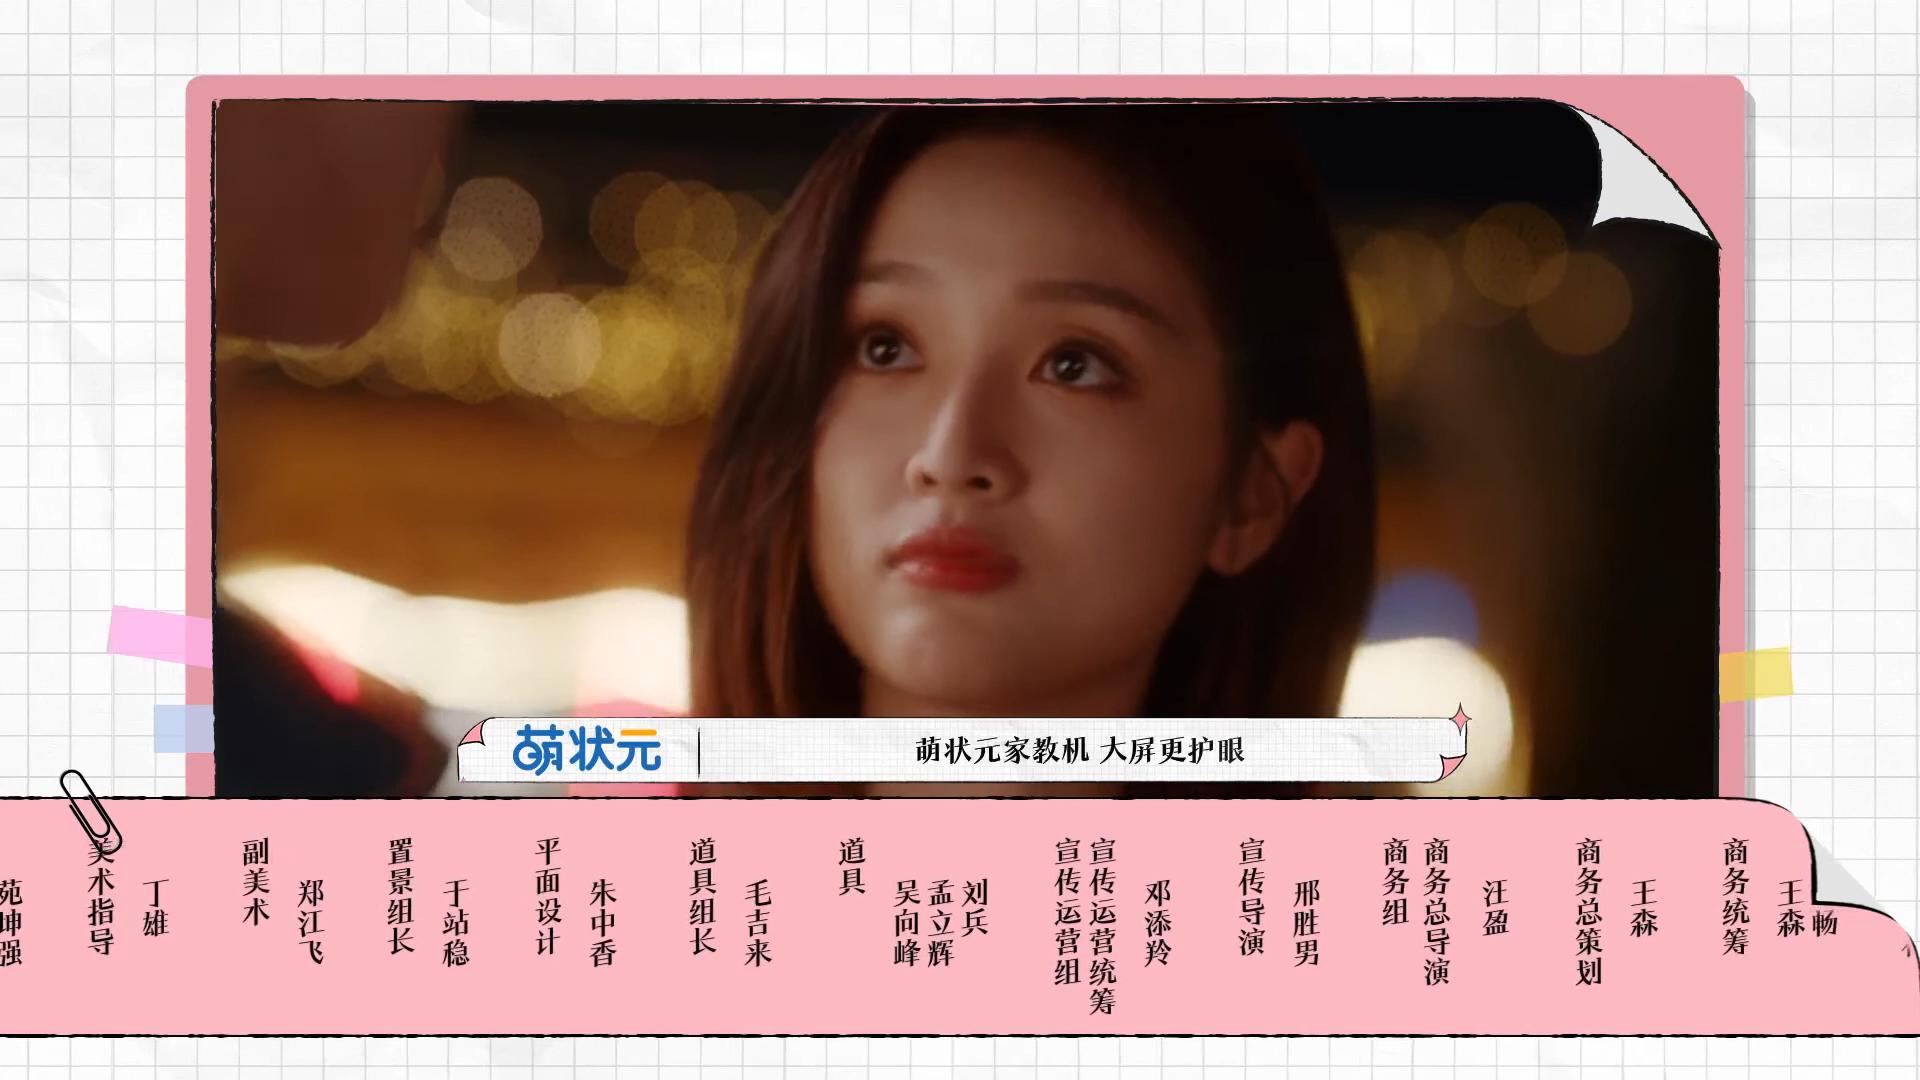 萌状元
萌状元家教机 大屏更护眼
苑坤强
美术指导
丁雄
副美术
郑江飞
置景组长
于站稳
平面设计
朱中香
道具组长
毛吉来
道具
吴向峰
孟立辉
刘兵
宣传运营组
宣传运营统筹
邓添羚
宣传导演
邢胜男
商务组
商务总导演
汪盈
商务总策划
王森
商务统筹
王森
畅